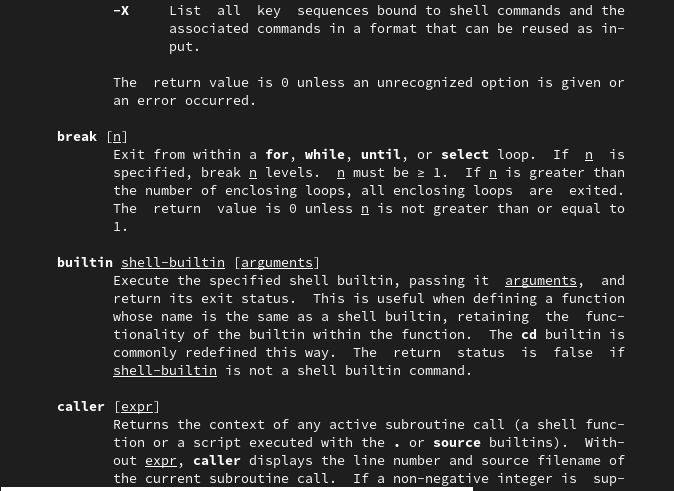 -X List all key sequences bound to shell commands and the
associated commands in a format that can be reused as in-
put.
The return value is 0 unless an unrecognized option is given or
an error occurred.
break [n]
Exit from within a for, while, until, or select loop. If n is
specified, break n levels. n must be ≥ 1. If n is greater than
the number of enclosing loops, all enclosing loops are exited.
The return value is 0 unless n is not greater than or equal to
1.
builtin shell-builtin [arguments]
Execute the specified shell builtin, passing it arguments, and
return its exit status. This is useful when defining a function
whose name is the same as a shell builtin, retaining the func-
tionality of the builtin within the function. The cd builtin is
commonly redefined this way. The return status is false if
shell-builtin is not a shell builtin command.
caller [expr]
Returns the context of any active subroutine call (a shell func-
tion or a script executed with the . or source builtins). With-
out expr, caller displays the line number and source filename of
the current subroutine call. If a non-negative integer is sup-